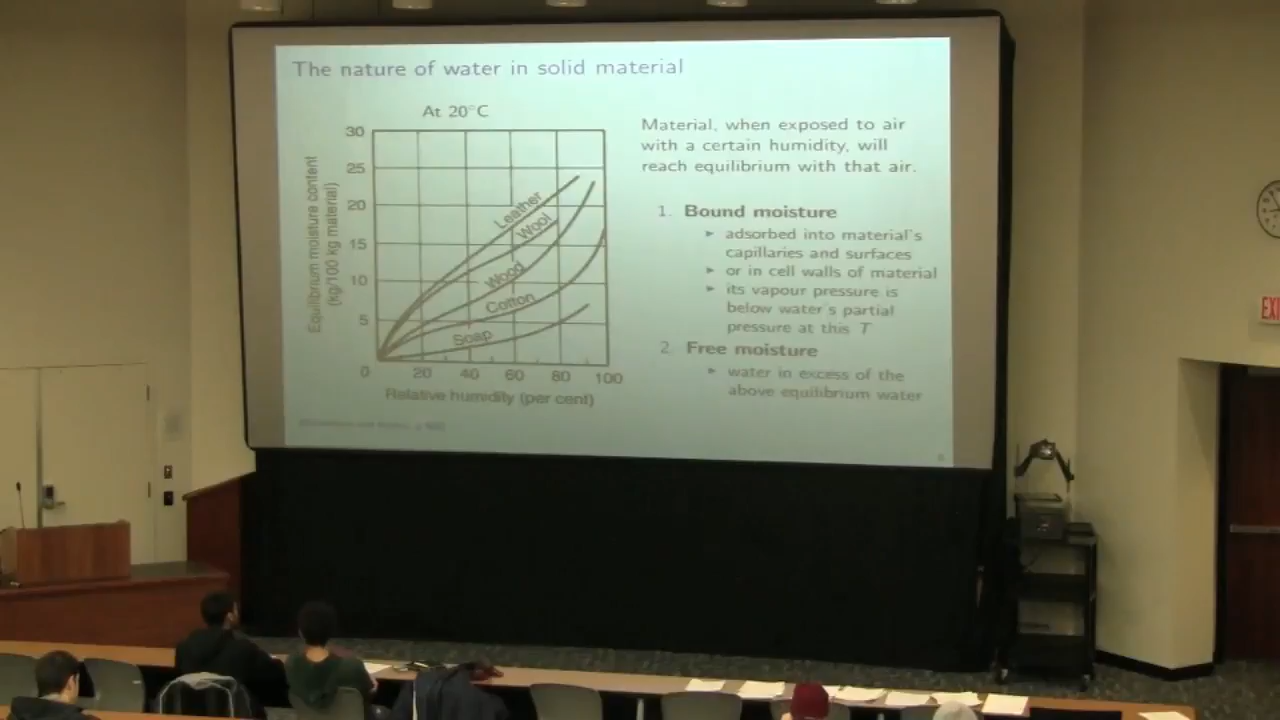 The nature of water in solid material
At 20°C
30
25
20
15
10
5
0
20
40
60
80
100
Equilibrium moisture content
(kg/100 kg material)
Relative humidity (per cent)
Leather
Wool
Wood
Cotton
Soap
Material, when exposed to air
with a certain humidity, will
reach equilibrium with that air.
1. Bound moisture
▸ adsorbed into material's
capillaries and surfaces
▸ or in cell walls of material
▸ its vapour pressure is
below water's partial
pressure at this T
2. Free moisture
▸ water in excess of the
above equilibrium water